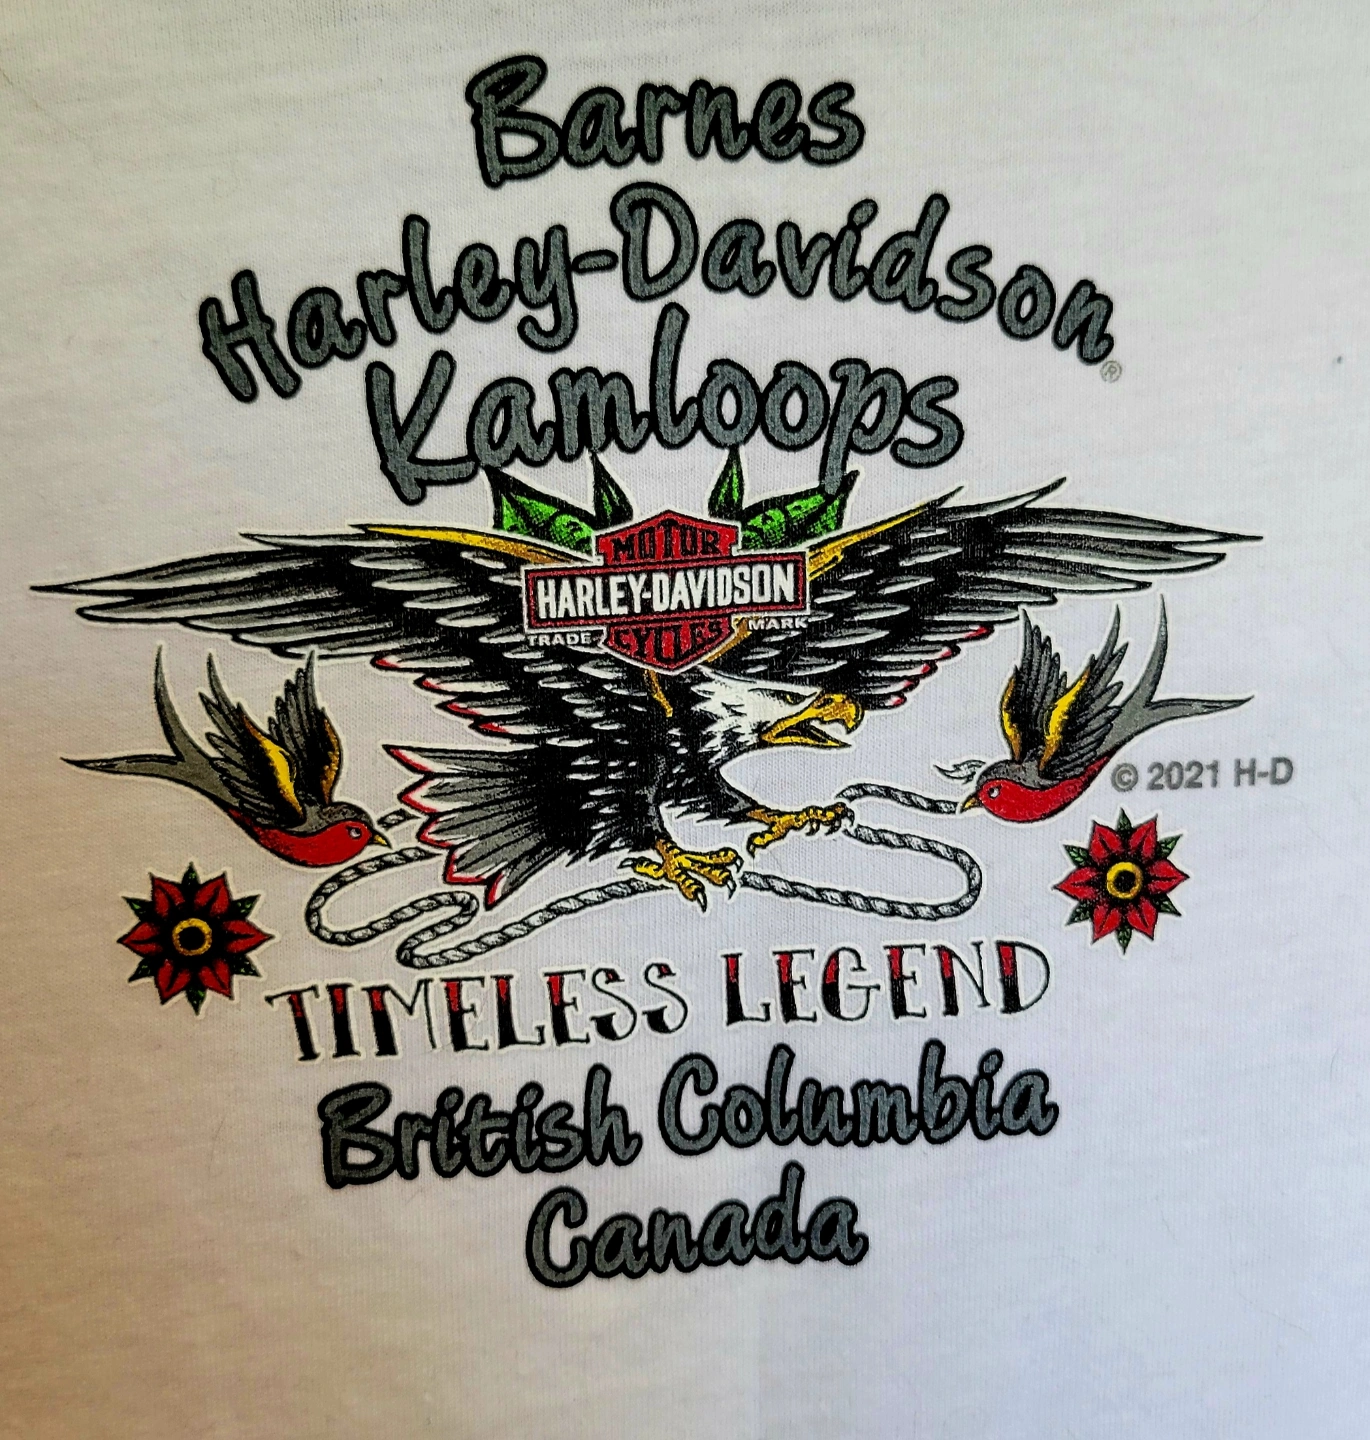 Barnes
Harley-Davidson®
Kamloops
MOTOR
HARLEY-DAVIDSON
TRADE MARK
CYCLES
© 2021 H-D
TIMELESS LEGEND
British Columbia
Canada